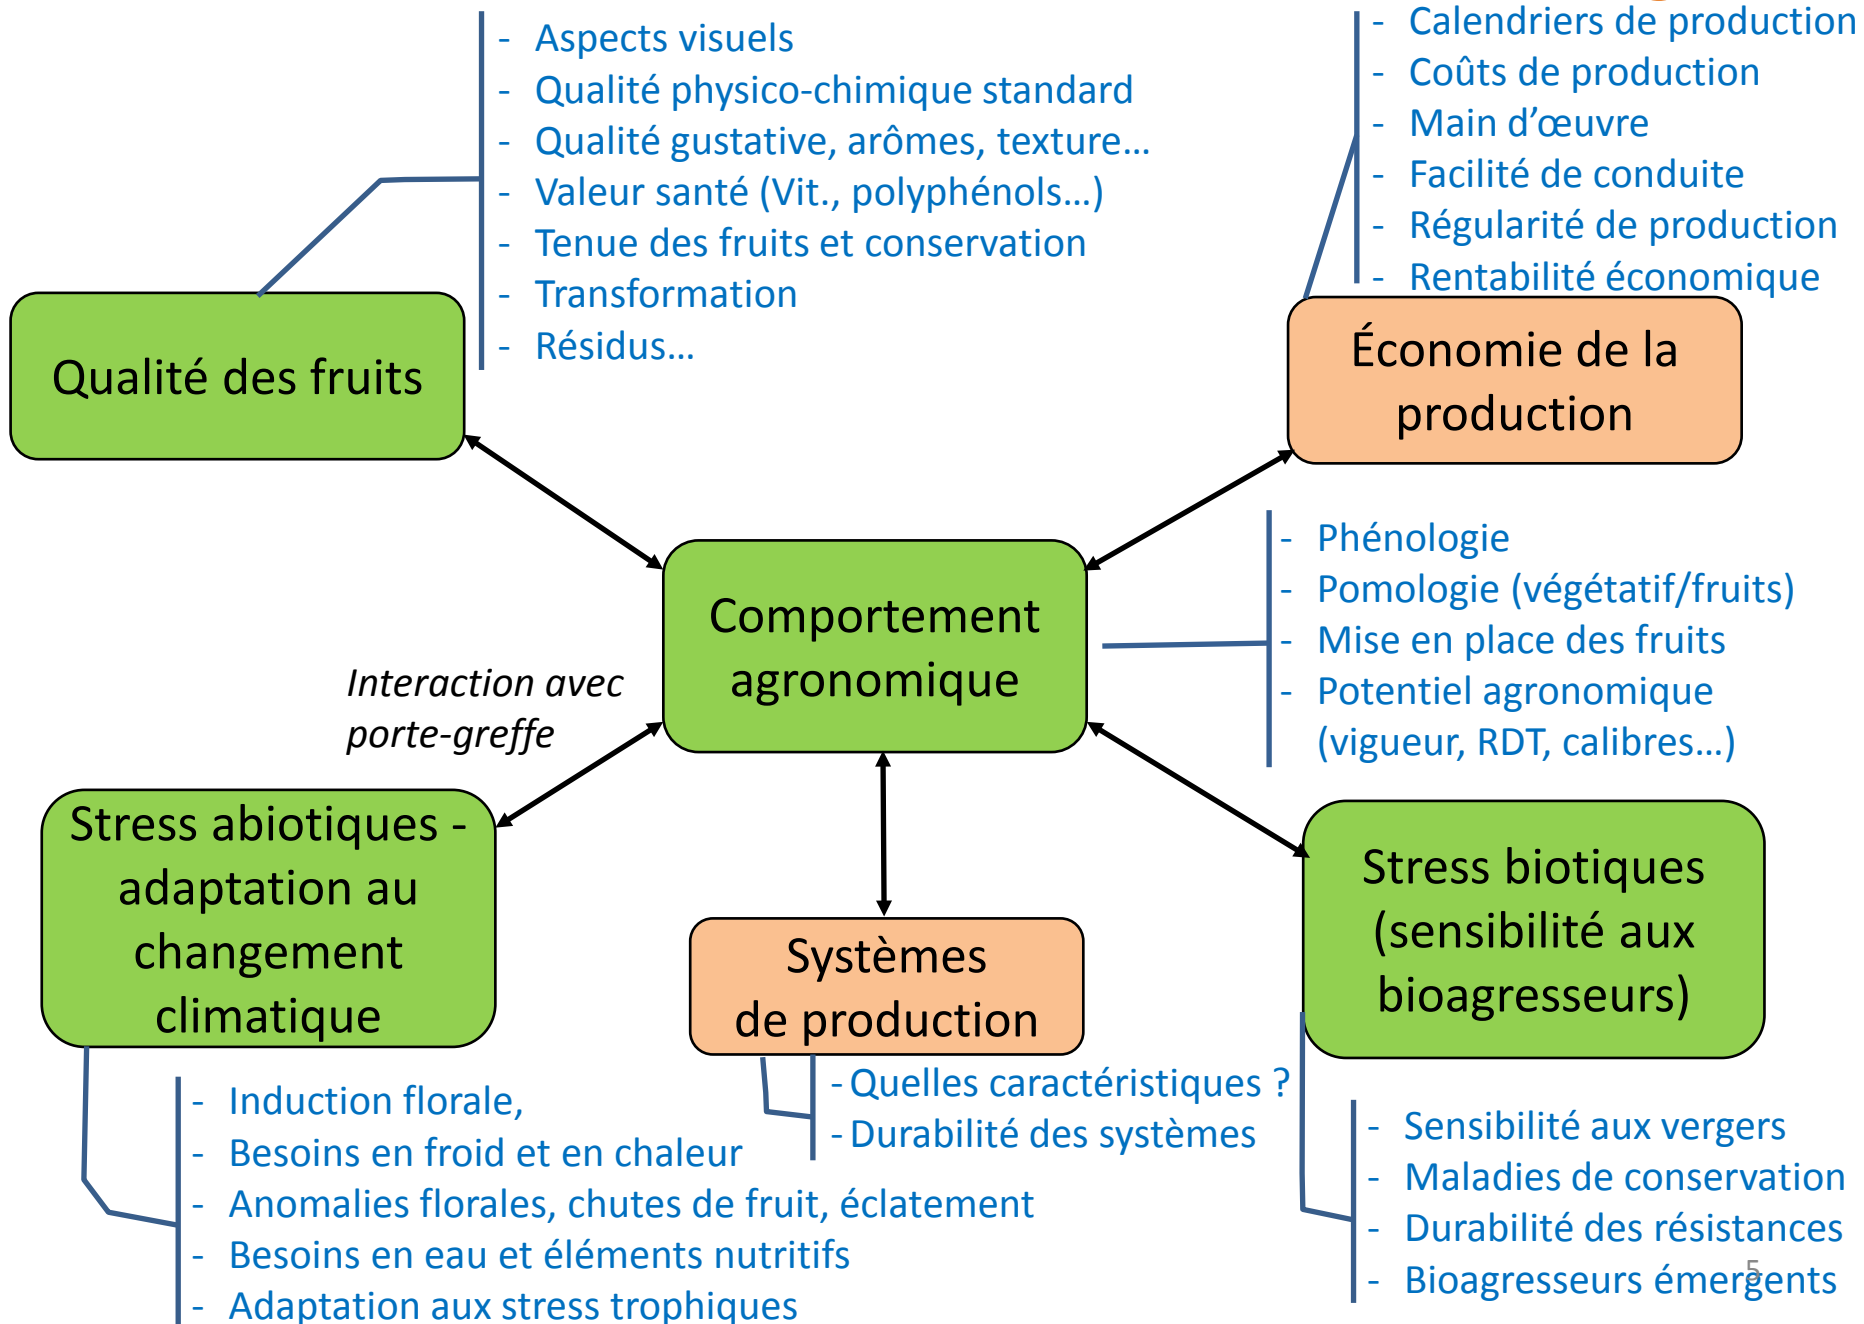 - Aspects visuels
- Qualité physico-chimique standard
- Qualité gustative, arômes, texture…
- Valeur santé (Vit., polyphénols…)
- Tenue des fruits et conservation
- Transformation
- Résidus…
- Calendriers de production
- Coûts de production
- Main d’œuvre
- Facilité de conduite
- Régularité de production
- Rentabilité économique
Qualité des fruits
Économie de la
production
Comportement
agronomique
- Phénologie
- Pomologie (végétatif/fruits)
- Mise en place des fruits
- Potentiel agronomique
(vigueur, RDT, calibres…)
Interaction avec
porte-greffe
Stress abiotiques -
adaptation au
changement
climatique
Systèmes
de production
Stress biotiques
(sensibilité aux
bioagresseurs)
- Induction florale,
- Besoins en froid et en chaleur
- Anomalies florales, chutes de fruit, éclatement
- Besoins en eau et éléments nutritifs
- Adaptation aux stress trophiques
- Quelles caractéristiques ?
- Durabilité des systèmes
- Sensibilité aux vergers
- Maladies de conservation
- Durabilité des résistances
- Bioagresseurs émergents
5